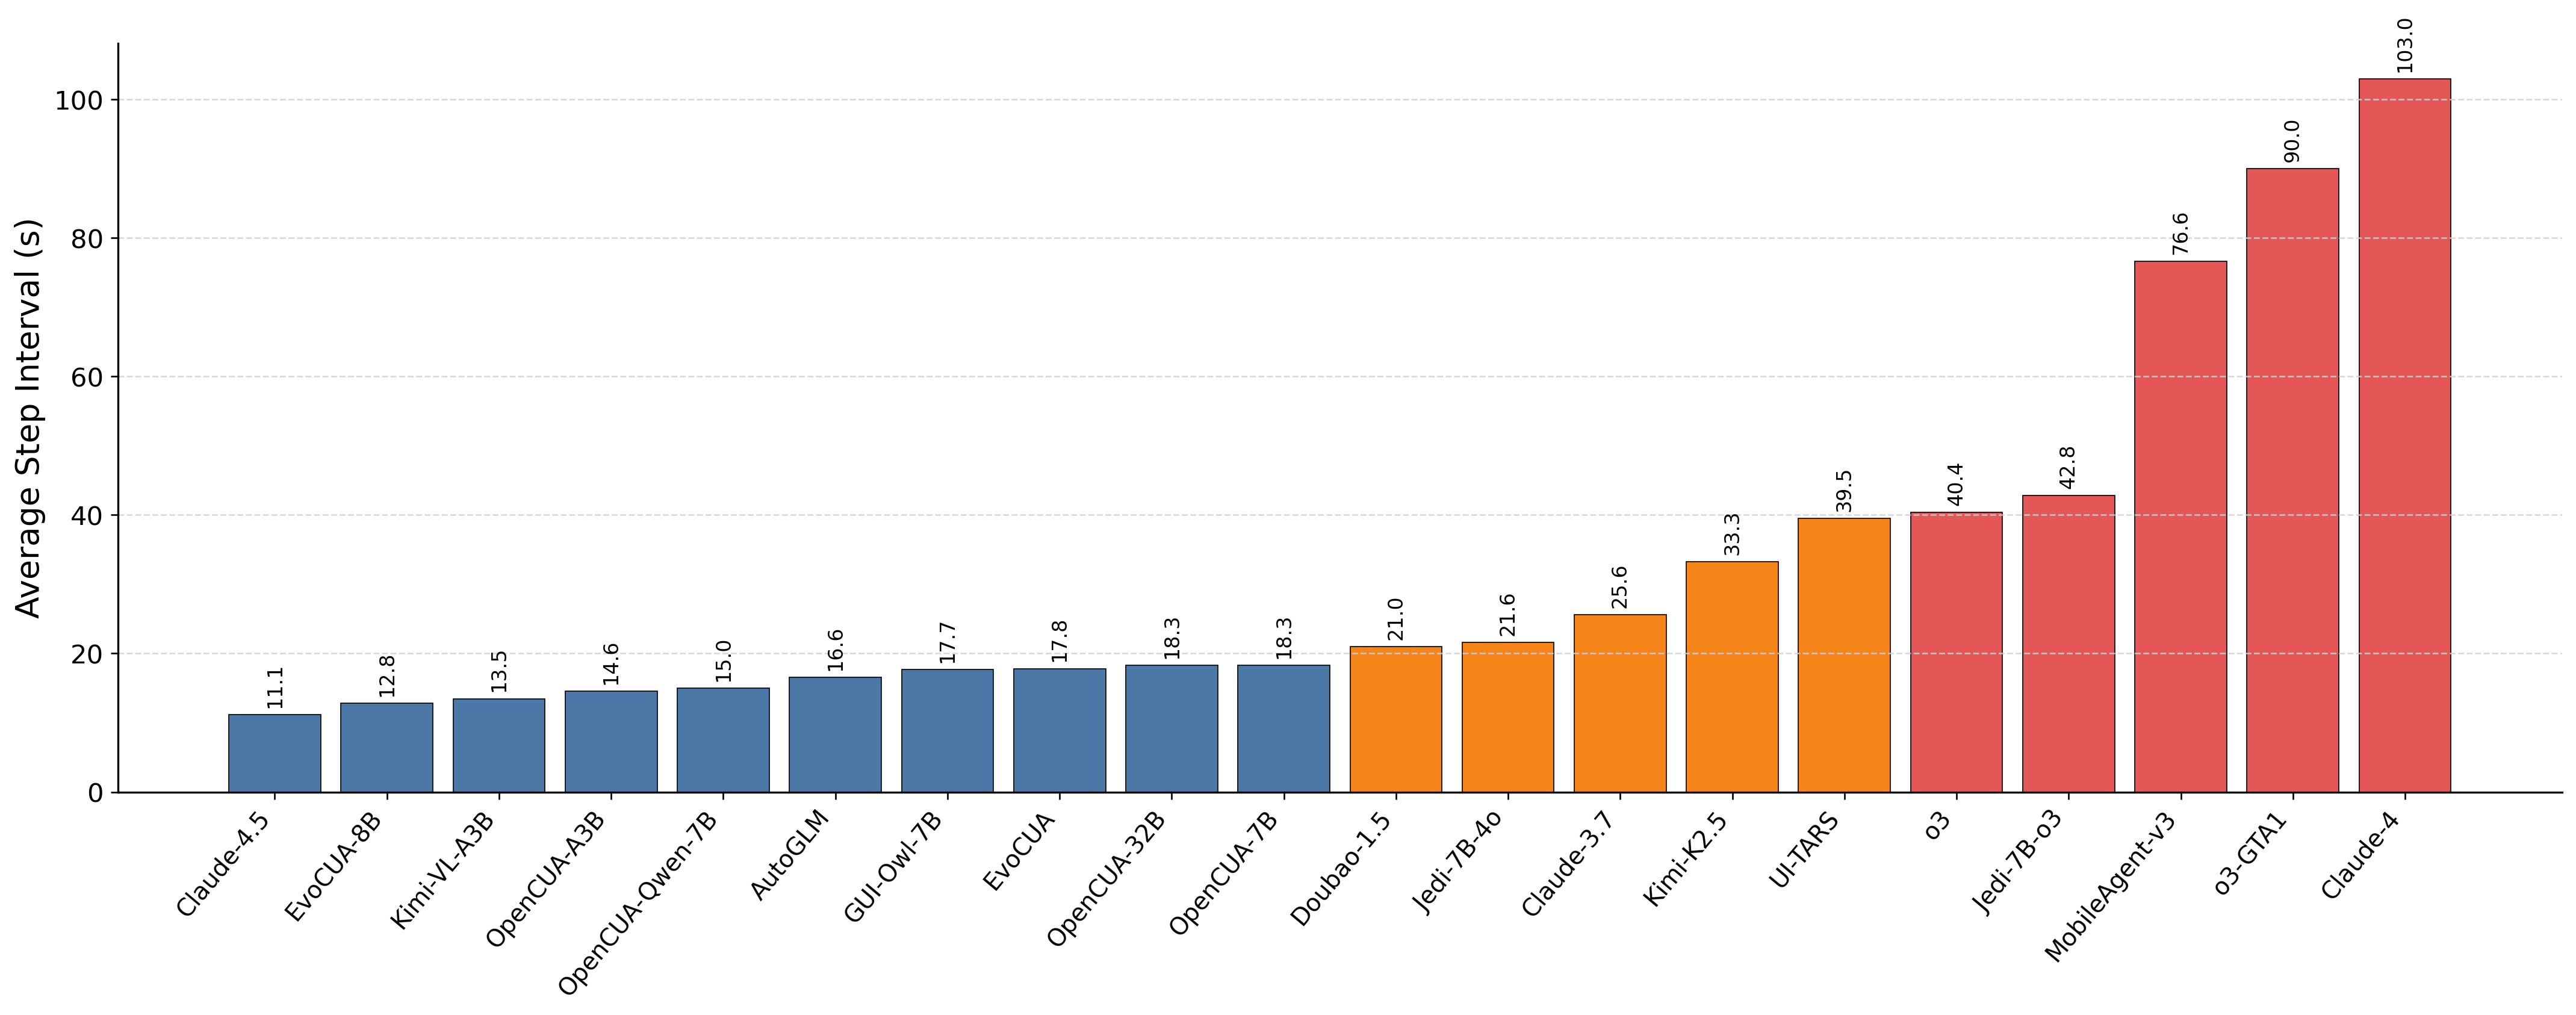 Average Step Interval (s)
100
80
60
40
20
0
11.1
12.8
13.5
14.6
15.0
16.6
17.7
17.8
18.3
18.3
21.0
21.6
25.6
33.3
39.5
40.4
42.8
76.6
90.0
103.0
Claude-4.5
EvoCUA-8B
Kimi-VL-A3B
OpenCUA-A3B
OpenCUA-Qwen-7B
AutoGLM
GUI-Owl-7B
EvoCUA
OpenCUA-32B
OpenCUA-7B
Doubao-1.5
Jedi-7B-4o
Claude-3.7
Kimi-K2.5
UI-TARS
o3
Jedi-7B-o3
MobileAgent-v3
o3-GTA1
Claude-4